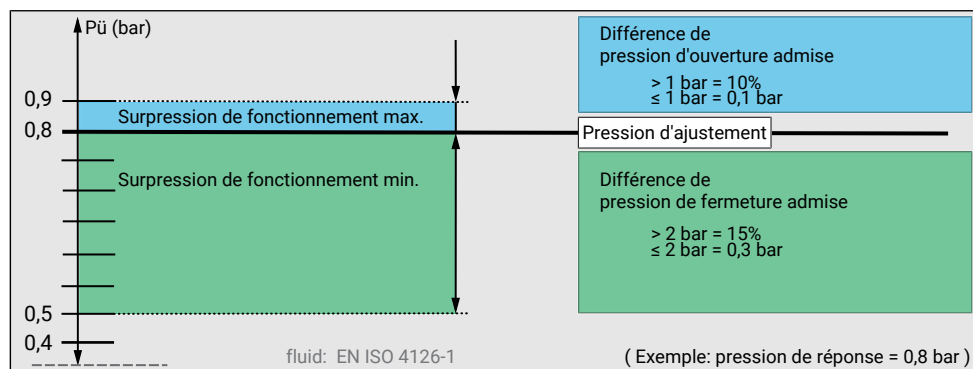 Pü (bar)
0,9
0,8
0,5
0,4
Surpression de fonctionnement max.
Surpression de fonctionnement min.
fluid: EN ISO 4126-1
Différence de
pression d'ouverture admise
> 1 bar = 10%
≤ 1 bar = 0,1 bar
Pression d'ajustement
Différence de
pression de fermeture admise
> 2 bar = 15%
≤ 2 bar = 0,3 bar
( Exemple: pression de réponse = 0,8 bar )